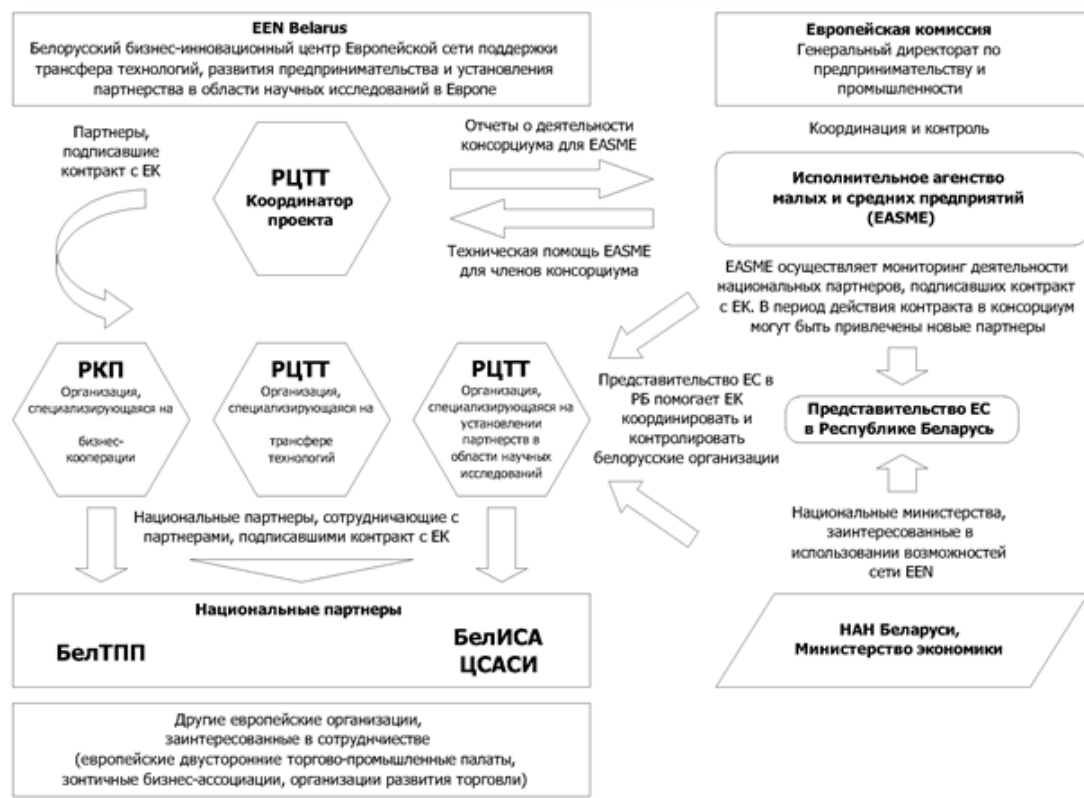 EEN Belarus
Белорусский бизнес-инновационный центр Европейской сети поддержки
трансфера технологий, развития предпринимательства и установления
партнерства в области научных исследований в Европе
Европейская комиссия
Генеральный директорат по
предпринимательству и
промышленности
Партнеры,
подписавшие
контракт с ЕК
РЦТТ
Координатор
проекта
Отчеты о деятельности
консорциума для EASME
Техническая помощь EASME
для членов консорциума
Координация и контроль
Исполнительное агенство
малых и средних предприятий
(EASME)
EASME осуществляет мониторинг деятельности
национальных партнеров, подписавших контракт
с ЕК. В период действия контракта в консорциум
могут быть привлечены новые партнеры
РКП
Организация,
специализирующаяся на
бизнес-
кооперации
РЦТТ
Организация,
специализирующаяся на
трансфере
технологий
РЦТТ
Организация,
специализирующаяся на
установлении
партнерств в
области научных
исследований
Представительство ЕС в
РБ помогает ЕК
координировать и
контролировать
белорусские организации
Представительство ЕС
в Республике Беларусь
Национальные партнеры, сотрудничающие с
партнерами, подписавшими контракт с ЕК
Национальные министерства,
заинтересованные в
использовании возможностей
сети EEN
Национальные партнеры
БелТПП
БелИСА
ЦСАСИ
НАН Беларуси,
Министерство экономики
Другие европейские организации,
заинтересованные в сотруднчиестве
(европейские двусторонние торгово-промышленные палаты,
зонтичные бизнес-ассоциации, организации развития торговли)